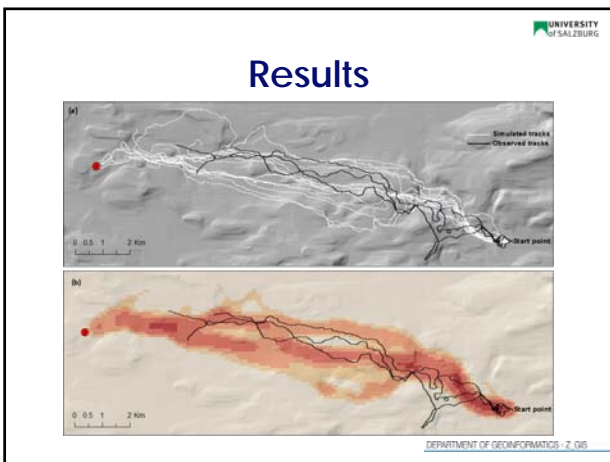 UNIVERSITY
of SALZBURG
Results
(a)
Simulated tracks
Observed tracks
Start point
0 0.5 1 2 Km
(b)
Start point
0 0.5 1 2 Km
DEPARTMENT OF GEOINFORMATICS - Z_GIS